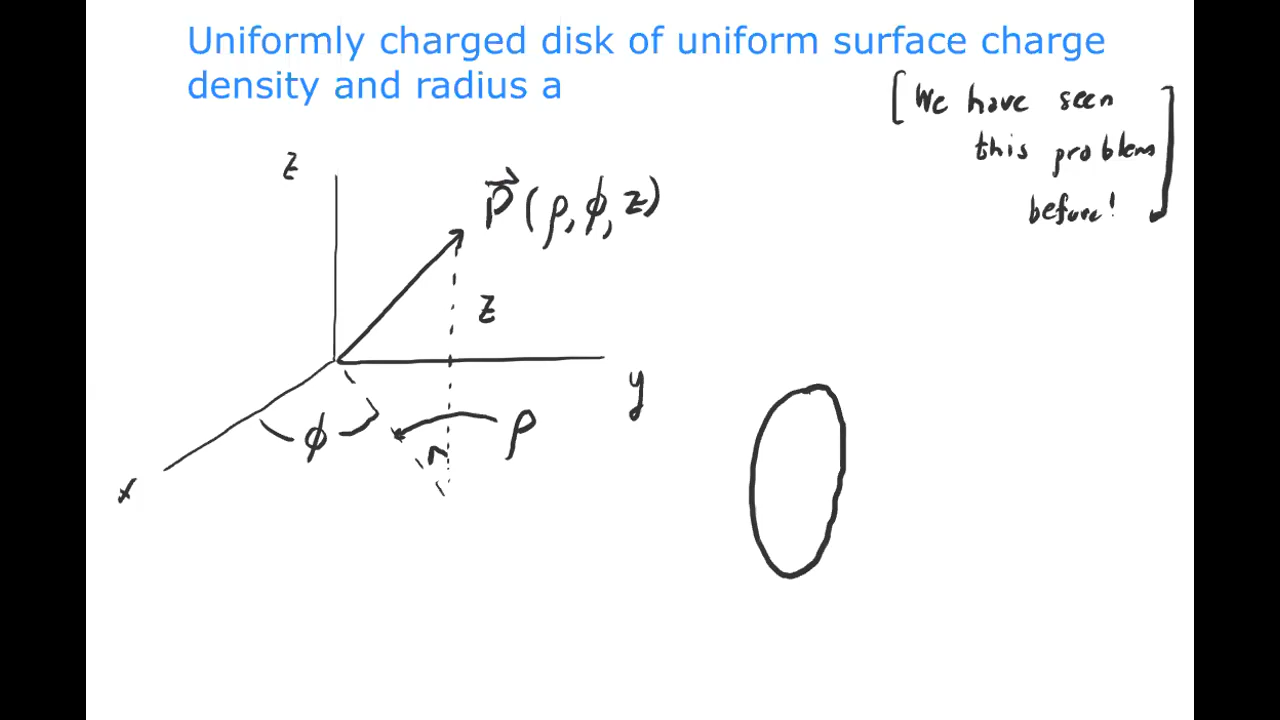 Uniformly charged disk of uniform surface charge
density and radius a
[We have seen
this problem
before!]
z
P(ρ, ϕ, z)
z
y
ϕ
ρ
x